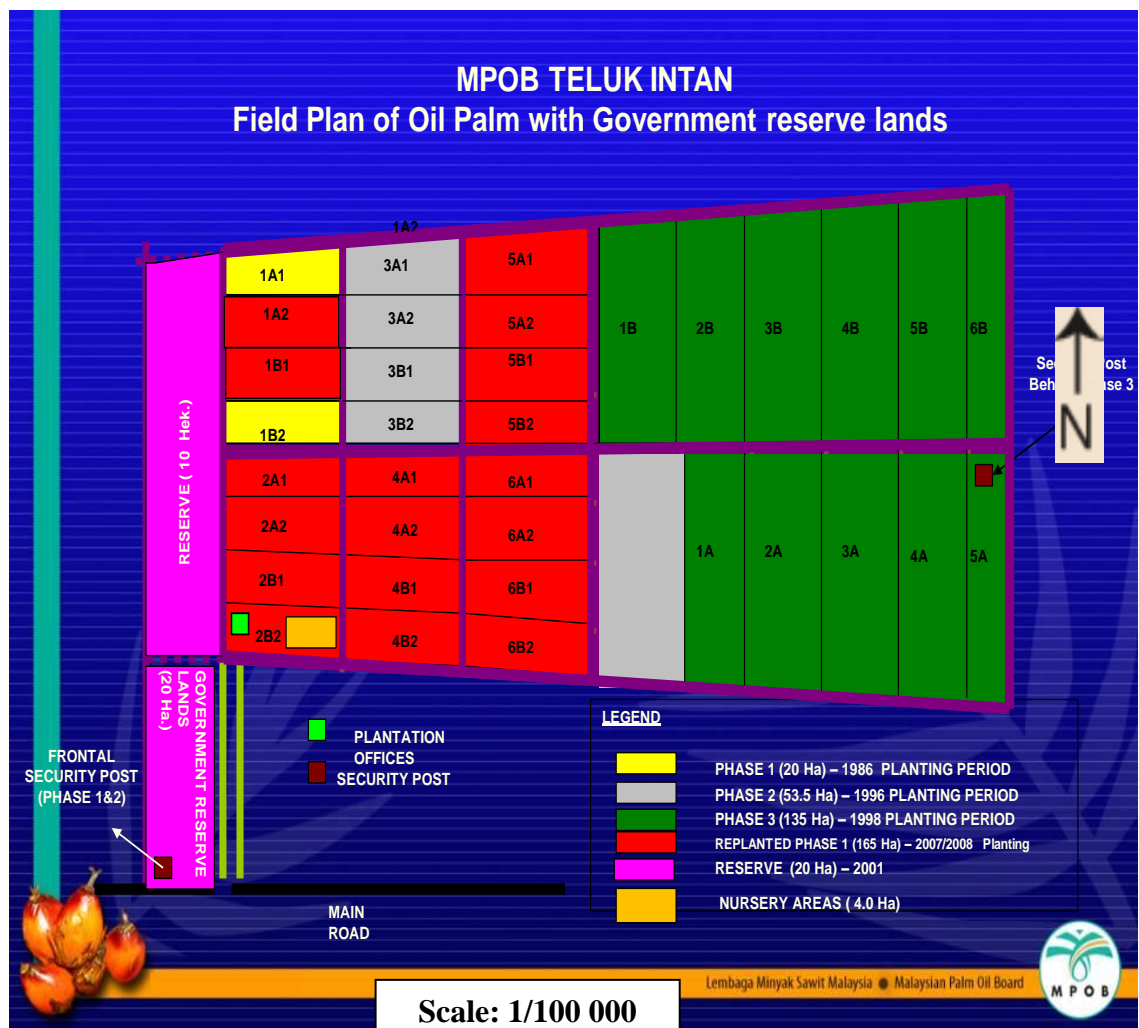 MPOB TELUK INTAN
Field Plan of Oil Palm with Government reserve lands
1A2
1A1
3A1
5A1
1A2
3A2
5A2
1B
2B
3B
4B
5B
6B
1B1
3B1
5B1
1B2
3B2
5B2
Post
3
N
RESERVE ( 10 Hek.)
2A1
4A1
6A1
2A2
4A2
6A2
1A
2A
3A
4A
5A
2B1
4B1
6B1
2B2
4B2
6B2
GOVERNMENT RESERVE
LANDS
(20 Ha.)
FRONTAL
SECURITY POST
(PHASE 1&2)
PLANTATION
OFFICES
SECURITY POST
LEGEND
PHASE 1 (20 Ha) – 1986 PLANTING PERIOD
PHASE 2 (53.5 Ha) – 1996 PLANTING PERIOD
PHASE 3 (135 Ha) – 1998 PLANTING PERIOD
REPLANTED PHASE 1 (165 Ha) – 2007/2008 Planting
RESERVE (20 Ha) – 2001
NURSERY AREAS ( 4.0 Ha)
MAIN
ROAD
Lembaga Minyak Sawit Malaysia ● Malaysian Palm Oil Board
MPOB
Scale: 1/100 000